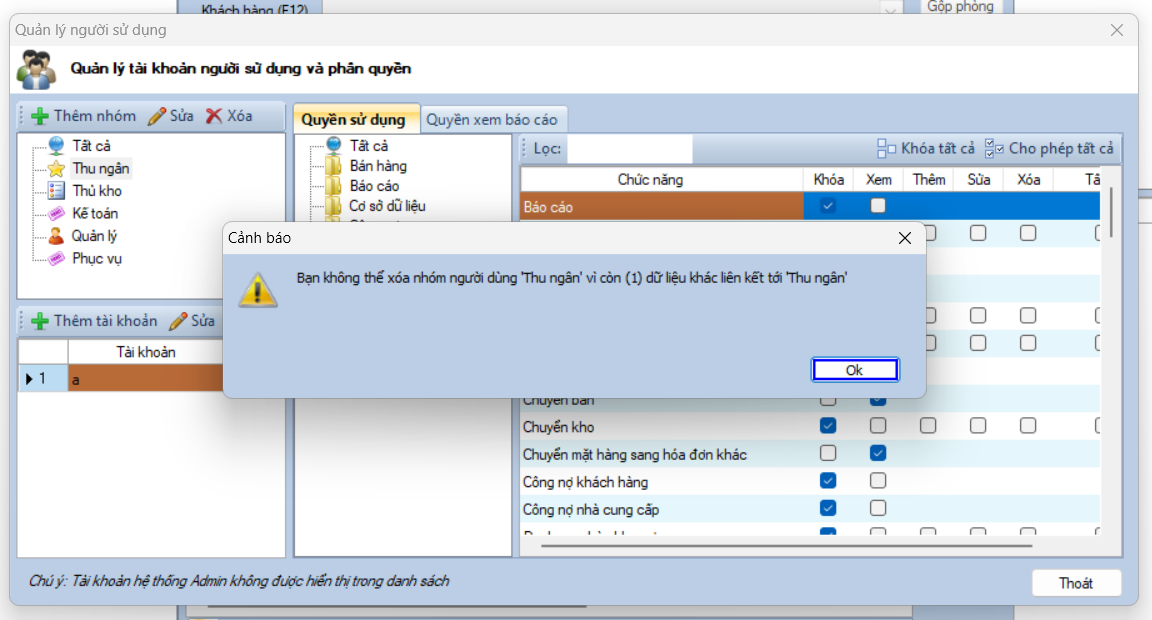 Khách hàng (F12)
Gộp phòng
Quản lý người sử dụng
Quản lý tài khoản người sử dụng và phân quyền
Thêm nhóm Sửa Xóa
Tất cả
Thu ngân
Thủ kho
Kế toán
Quản lý
Phục vụ
Thêm tài khoản Sửa
Tài khoản
1 a
Quyền sử dụng Quyền xem báo cáo
Tất cả
Bán hàng
Báo cáo
Cơ sở dữ liệu
Lọc: Khóa tất cả Cho phép tất cả
Chức năng Khóa Xem Thêm Sửa Xóa
Báo cáo
Cảnh báo
Bạn không thể xóa nhóm người dùng 'Thu ngân' vì còn (1) dữ liệu khác liên kết tới 'Thu ngân'
Ok
Chuyển bàn
Chuyển kho
Chuyển mặt hàng sang hóa đơn khác
Công nợ khách hàng
Công nợ nhà cung cấp
Chú ý: Tài khoản hệ thống Admin không được hiển thị trong danh sách
Thoát